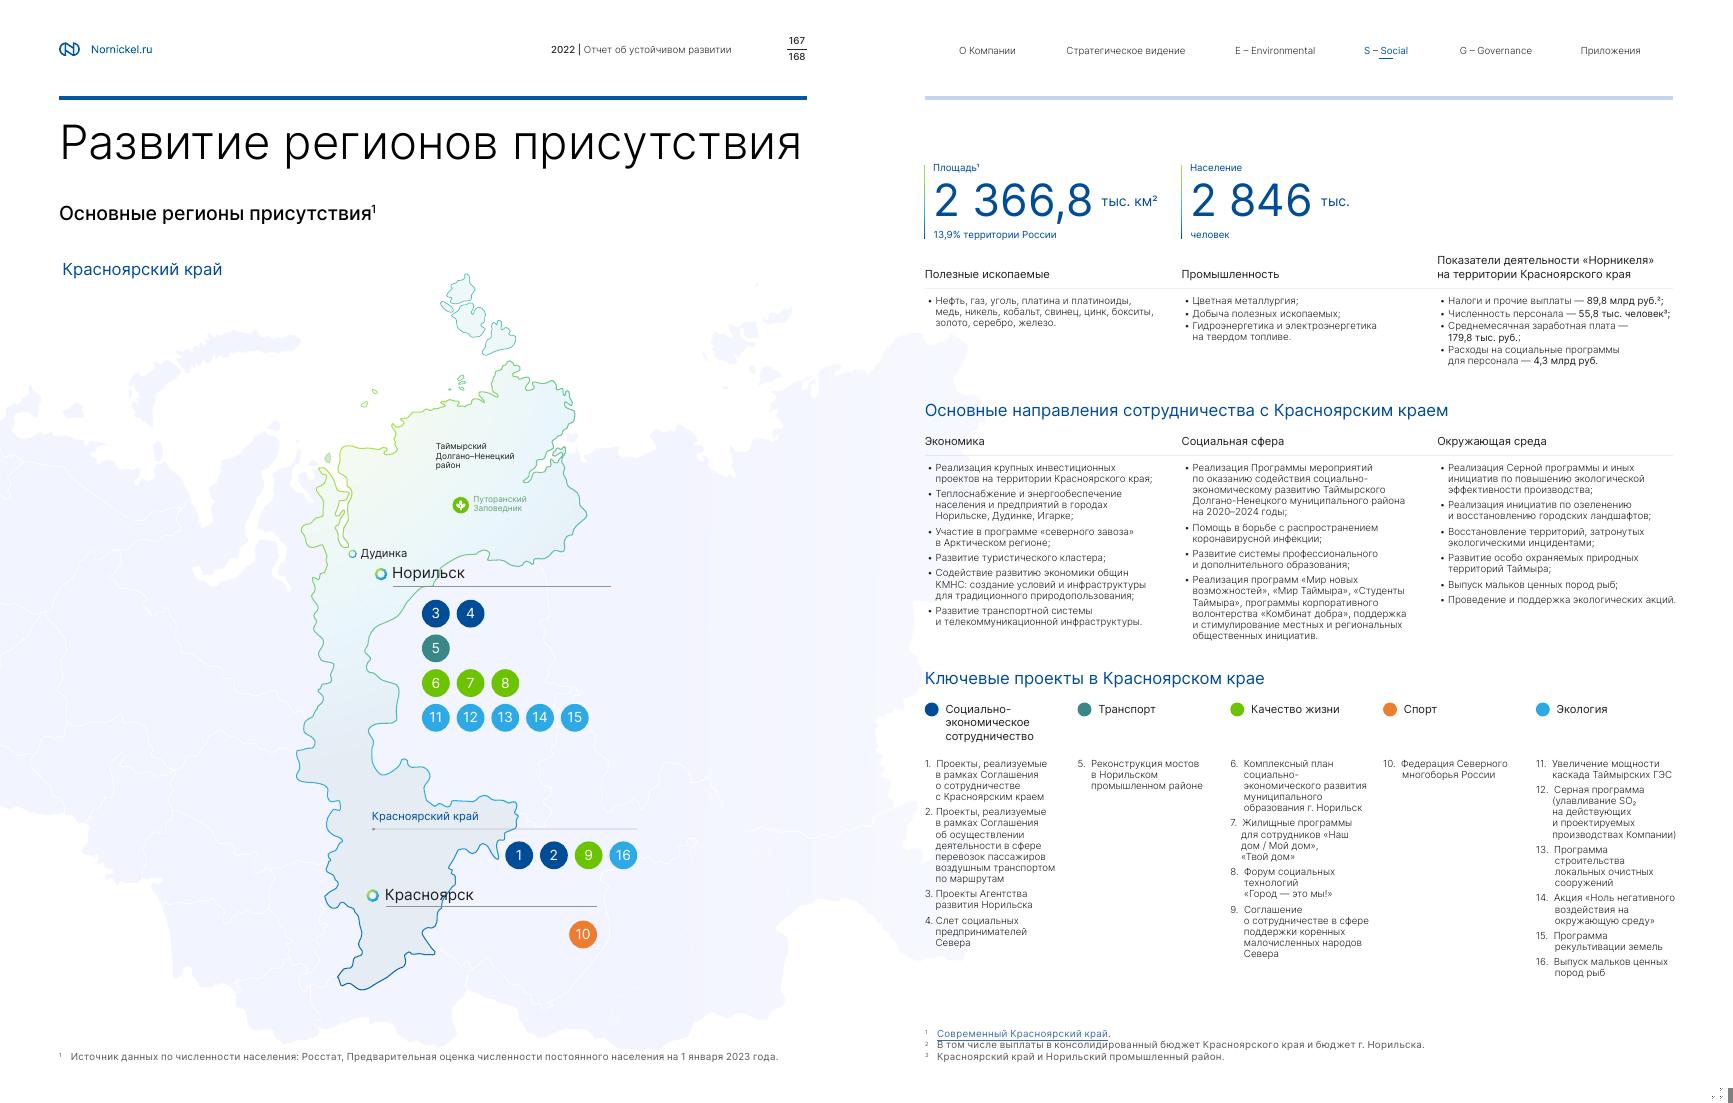 Nornickel.ru
2022 | Отчет об устойчивом развитии
167
168
О Компании
Стратегическое видение
E – Environmental
S – Social
G – Governance
Приложения
Развитие регионов присутствия
Основные регионы присутствия¹
Красноярский край
Таймырский
Долгано–Ненецкий
район
Путоранский
Заповедник
Дудинка
Норильск
3 4
5
6 7 8
11 12 13 14 15
Красноярский край
1 2 9 16
Красноярск
10
¹ Источник данных по численности населения: Росстат, Предварительная оценка численности постоянного населения на 1 января 2023 года.
Площадь¹
2 366,8 тыс. км²
13,9% территории России
Население
2 846 тыс.
человек
Полезные ископаемые
• Нефть, газ, уголь, платина и платиноиды,
медь, никель, кобальт, свинец, цинк, бокситы,
золото, серебро, железо.
Промышленность
• Цветная металлургия;
• Добыча полезных ископаемых;
• Гидроэнергетика и электроэнергетика
на твердом топливе.
Показатели деятельности «Норникеля»
на территории Красноярского края
• Налоги и прочие выплаты — 89,8 млрд руб.²;
• Численность персонала — 55,8 тыс. человек³;
• Среднемесячная заработная плата —
179,8 тыс. руб.;
• Расходы на социальные программы
для персонала — 4,3 млрд руб.
Основные направления сотрудничества с Красноярским краем
Экономика
• Реализация крупных инвестиционных
проектов на территории Красноярского края;
• Теплоснабжение и энергообеспечение
населения и предприятий в городах
Норильске, Дудинке, Игарке;
• Участие в программе «северного завоза»
в Арктическом регионе;
• Развитие туристического кластера;
• Содействие развитию экономики общин
КМНС: создание условий и инфраструктуры
для традиционного природопользования;
• Развитие транспортной системы
и телекоммуникационной инфраструктуры.
Социальная сфера
• Реализация Программы мероприятий
по оказанию содействия социально-
экономическому развитию Таймырского
Долгано-Ненецкого муниципального района
на 2020–2024 годы;
• Помощь в борьбе с распространением
коронавирусной инфекции;
• Развитие системы профессионального
и дополнительного образования;
• Реализация программ «Мир новых
возможностей», «Мир Таймыра», «Студенты
Таймыра», программы корпоративного
волонтерства «Комбинат добра», поддержка
и стимулирование местных и региональных
общественных инициатив.
Окружающая среда
• Реализация Серной программы и иных
инициатив по повышению экологической
эффективности производства;
• Реализация инициатив по озеленению
и восстановлению городских ландшафтов;
• Восстановление территорий, затронутых
экологическими инцидентами;
• Развитие особо охраняемых природных
территорий Таймыра;
• Выпуск мальков ценных пород рыб;
• Проведение и поддержка экологических акций.
Ключевые проекты в Красноярском крае
Социально-
экономическое
сотрудничество
1. Проекты, реализуемые
в рамках Соглашения
о сотрудничестве
с Красноярским краем
2. Проекты, реализуемые
в рамках Соглашения
об осуществлении
деятельности в сфере
перевозок пассажиров
воздушным транспортом
по маршрутам
3. Проекты Агентства
развития Норильска
4. Слет социальных
предпринимателей
Севера
Транспорт
5. Реконструкция мостов
в Норильском
промышленном районе
Качество жизни
6. Комплексный план
социально-
экономического развития
муниципального
образования г. Норильск
7. Жилищные программы
для сотрудников «Наш
дом / Мой дом»,
«Твой дом»
8. Форум социальных
технологий
«Город — это мы!»
9. Соглашение
о сотрудничестве в сфере
поддержки коренных
малочисленных народов
Севера
Спорт
10. Федерация Северного
многоборья России
Экология
11. Увеличение мощности
каскада Таймырских ГЭС
12. Серная программа
(улавливание SO₂
на действующих
и проектируемых
производствах Компании)
13. Программа
строительства
локальных очистных
сооружений
14. Акция «Ноль негативного
воздействия на
окружающую среду»
15. Программа
рекультивации земель
16. Выпуск мальков ценных
пород рыб
¹ Современный Красноярский край.
² В том числе выплаты в консолидированный бюджет Красноярского края и бюджет г. Норильска.
³ Красноярский край и Норильский промышленный район.